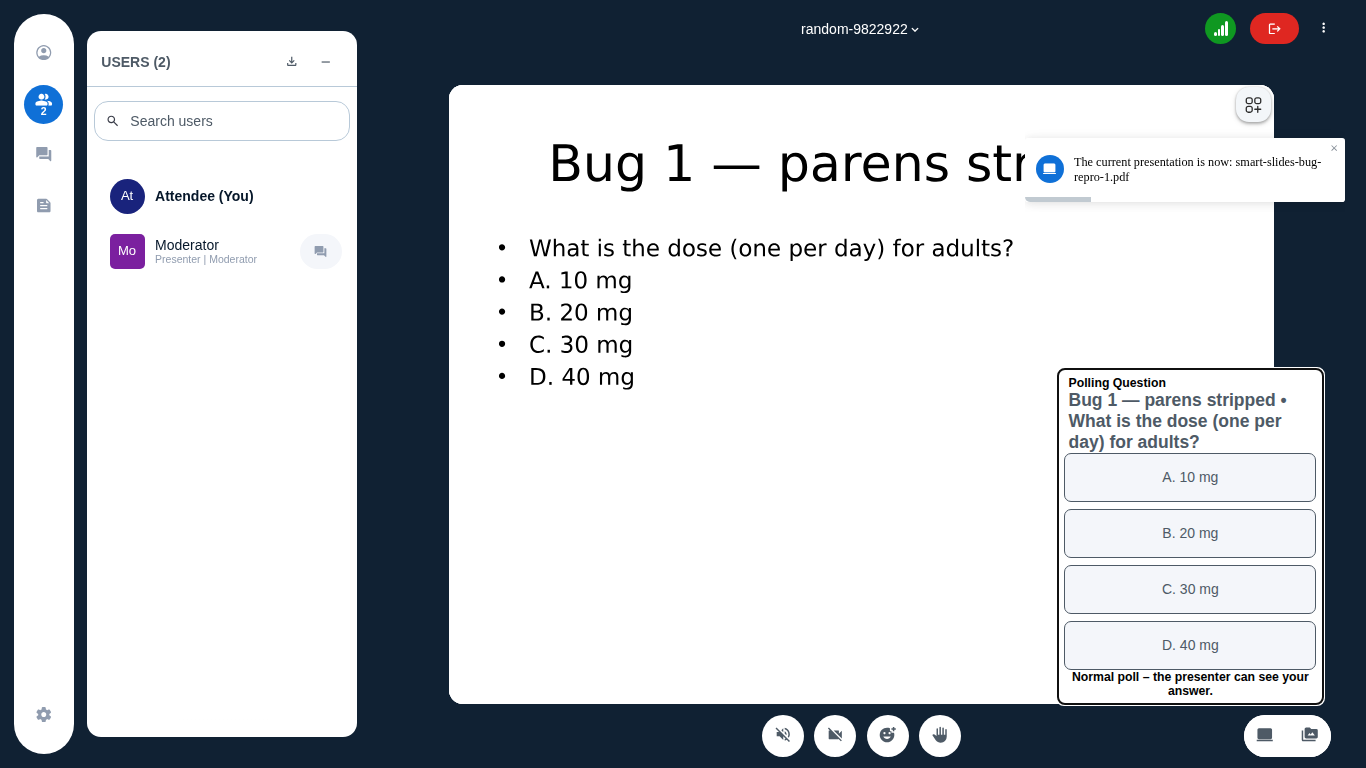 random-9822922
USERS (2)
2
Search users
At
Attendee (You)
Mo
Moderator
Presenter | Moderator
Bug 1 — parens str
The current presentation is now: smart-slides-bug-
repro-1.pdf
• What is the dose (one per day) for adults?
• A. 10 mg
• B. 20 mg
• C. 30 mg
• D. 40 mg
Polling Question
Bug 1 — parens stripped •
What is the dose (one per
day) for adults?
A. 10 mg
B. 20 mg
C. 30 mg
D. 40 mg
Normal poll – the presenter can see your
answer.